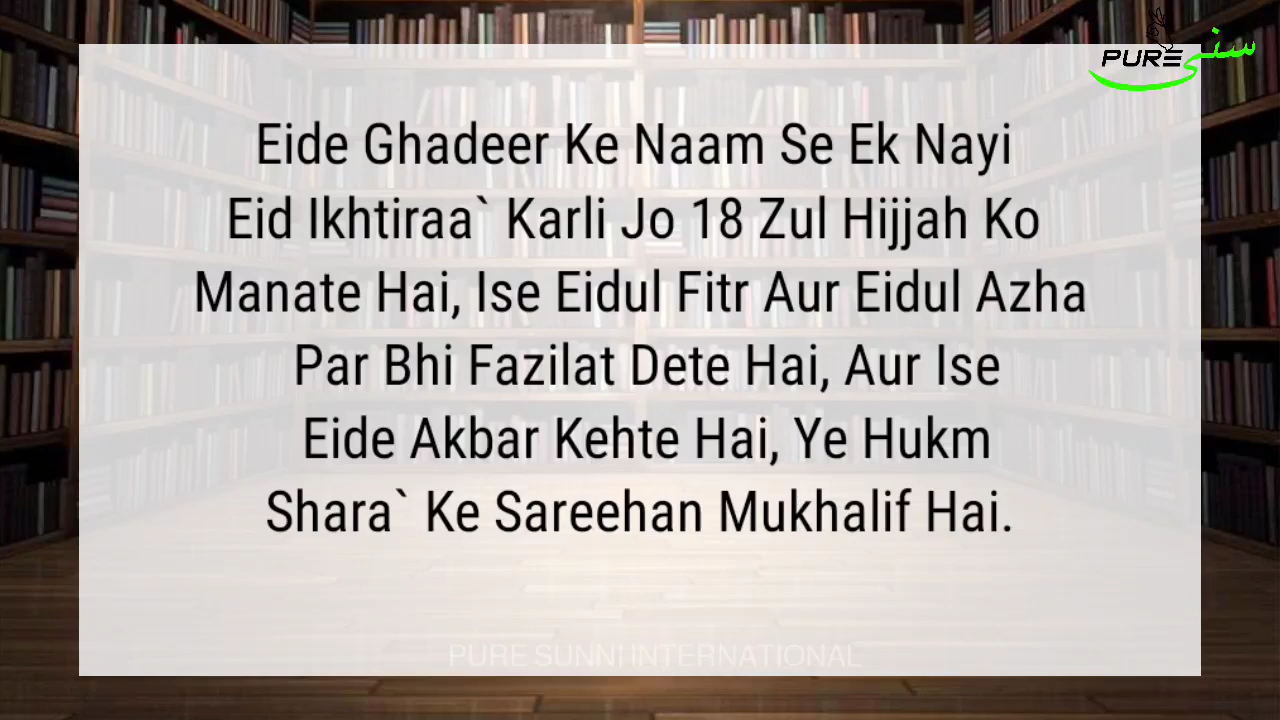 PURE سنی
Eide Ghadeer Ke Naam Se Ek Nayi
Eid Ikhtiraa` Karli Jo 18 Zul Hijjah Ko
Manate Hai, Ise Eidul Fitr Aur Eidul Azha
Par Bhi Fazilat Dete Hai, Aur Ise
Eide Akbar Kehte Hai, Ye Hukm
Shara` Ke Sareehan Mukhalif Hai.
PURE SUNNI INTERNATIONAL